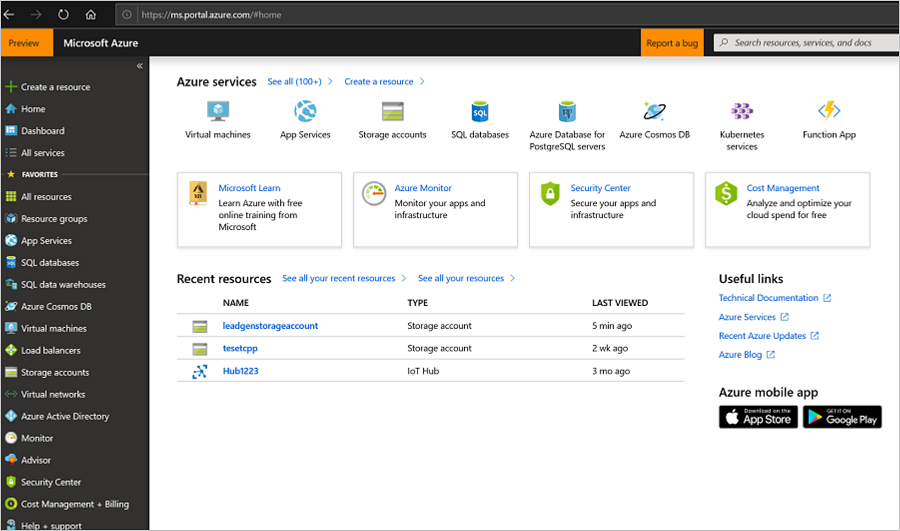 https://ms.portal.azure.com/#home
Preview
Microsoft Azure
Report a bug
Search resources, services, and docs
«
Create a resource
Home
Dashboard
All services
FAVORITES
All resources
Resource groups
App Services
SQL databases
SQL data warehouses
Azure Cosmos DB
Virtual machines
Load balancers
Storage accounts
Virtual networks
Azure Active Directory
Monitor
Advisor
Security Center
Cost Management + Billing
Help + support
Azure services
See all (100+)
Create a resource
Virtual machines
App Services
Storage accounts
SQL
SQL databases
Azure Database for
PostgreSQL servers
Azure Cosmos DB
Kubernetes
services
Function App
Microsoft Learn
Learn Azure with free
online training from
Microsoft
Azure Monitor
Monitor your apps and
infrastructure
Security Center
Secure your apps and
infrastructure
Cost Management
Analyze and optimize your
cloud spend for free
Recent resources
See all your recent resources
See all your resources
NAME TYPE LAST VIEWED
leadgenstorageaccount Storage account 5 min ago
tesetcpp Storage account 2 wk ago
Hub1223 IoT Hub 3 mo ago
Useful links
Technical Documentation
Azure Services
Recent Azure Updates
Azure Blog
Azure mobile app
Download on the
App Store
GET IT ON
Google Play